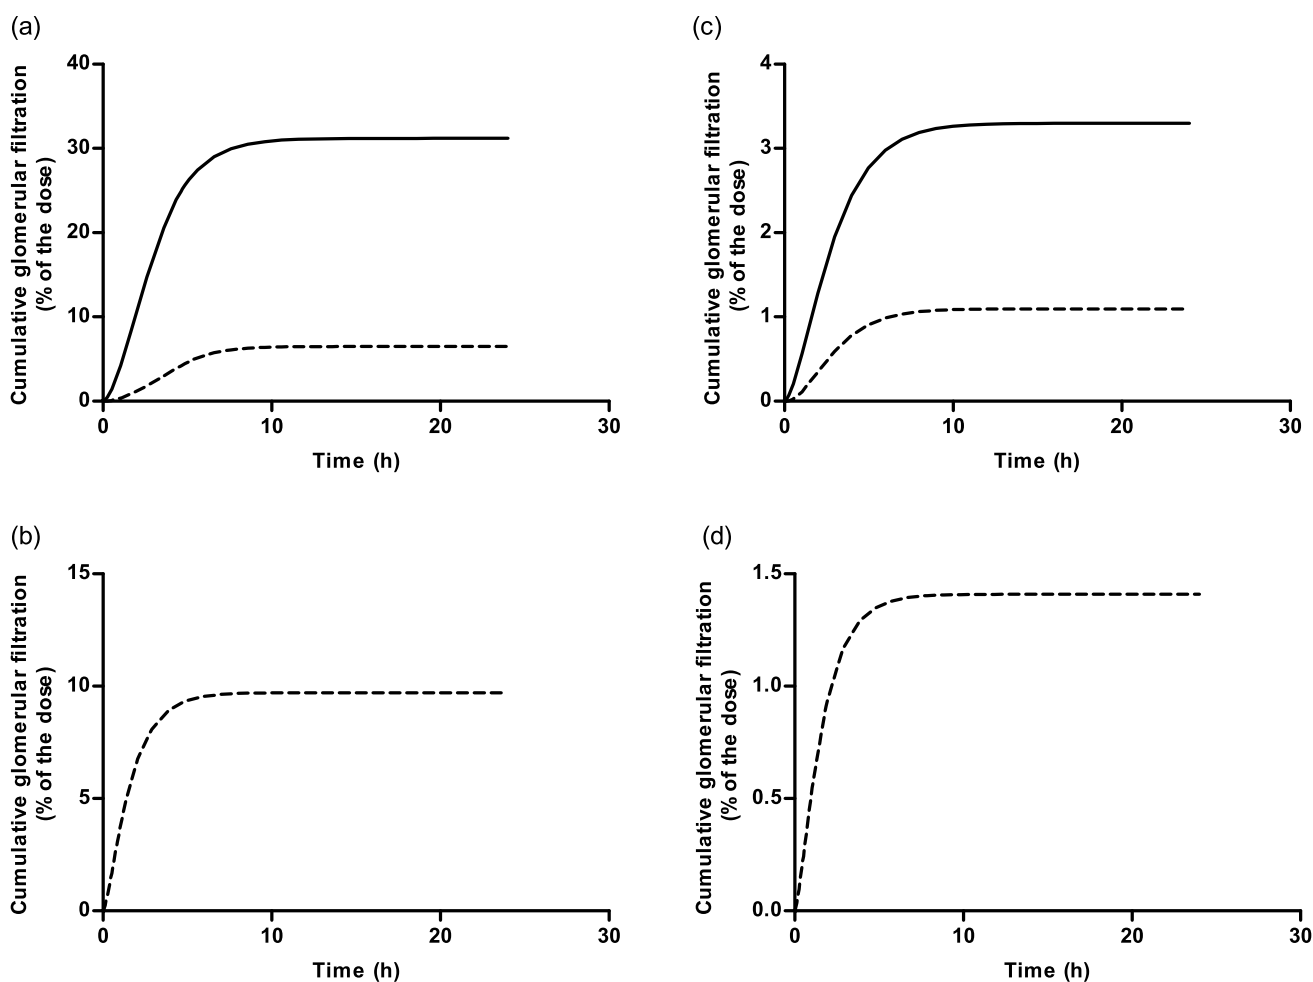 (a)
Cumulative glomerular filtration
(% of the dose)
40
30
20
10
0
0 10 20 30
Time (h)
(c)
Cumulative glomerular filtration
(% of the dose)
4
3
2
1
0
0 10 20 30
Time (h)
(b)
Cumulative glomerular filtration
(% of the dose)
15
10
5
0
0 10 20 30
Time (h)
(d)
Cumulative glomerular filtration
(% of the dose)
1.5
1.0
0.5
0.0
0 10 20 30
Time (h)